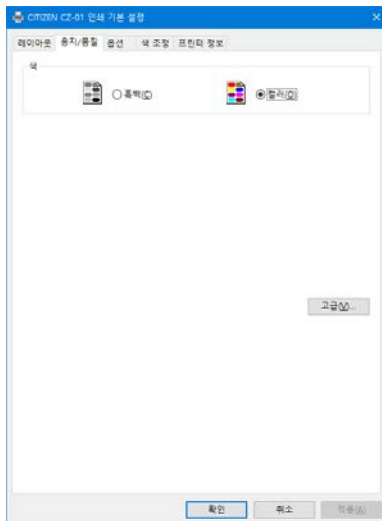 CITIZEN CZ-01 인쇄 기본 설정
레이아웃 용지/품질 옵션 색 조정 프린터 정보
색
흑백(C)
컬러(O)
고급(V)...
확인 취소 적용(A)